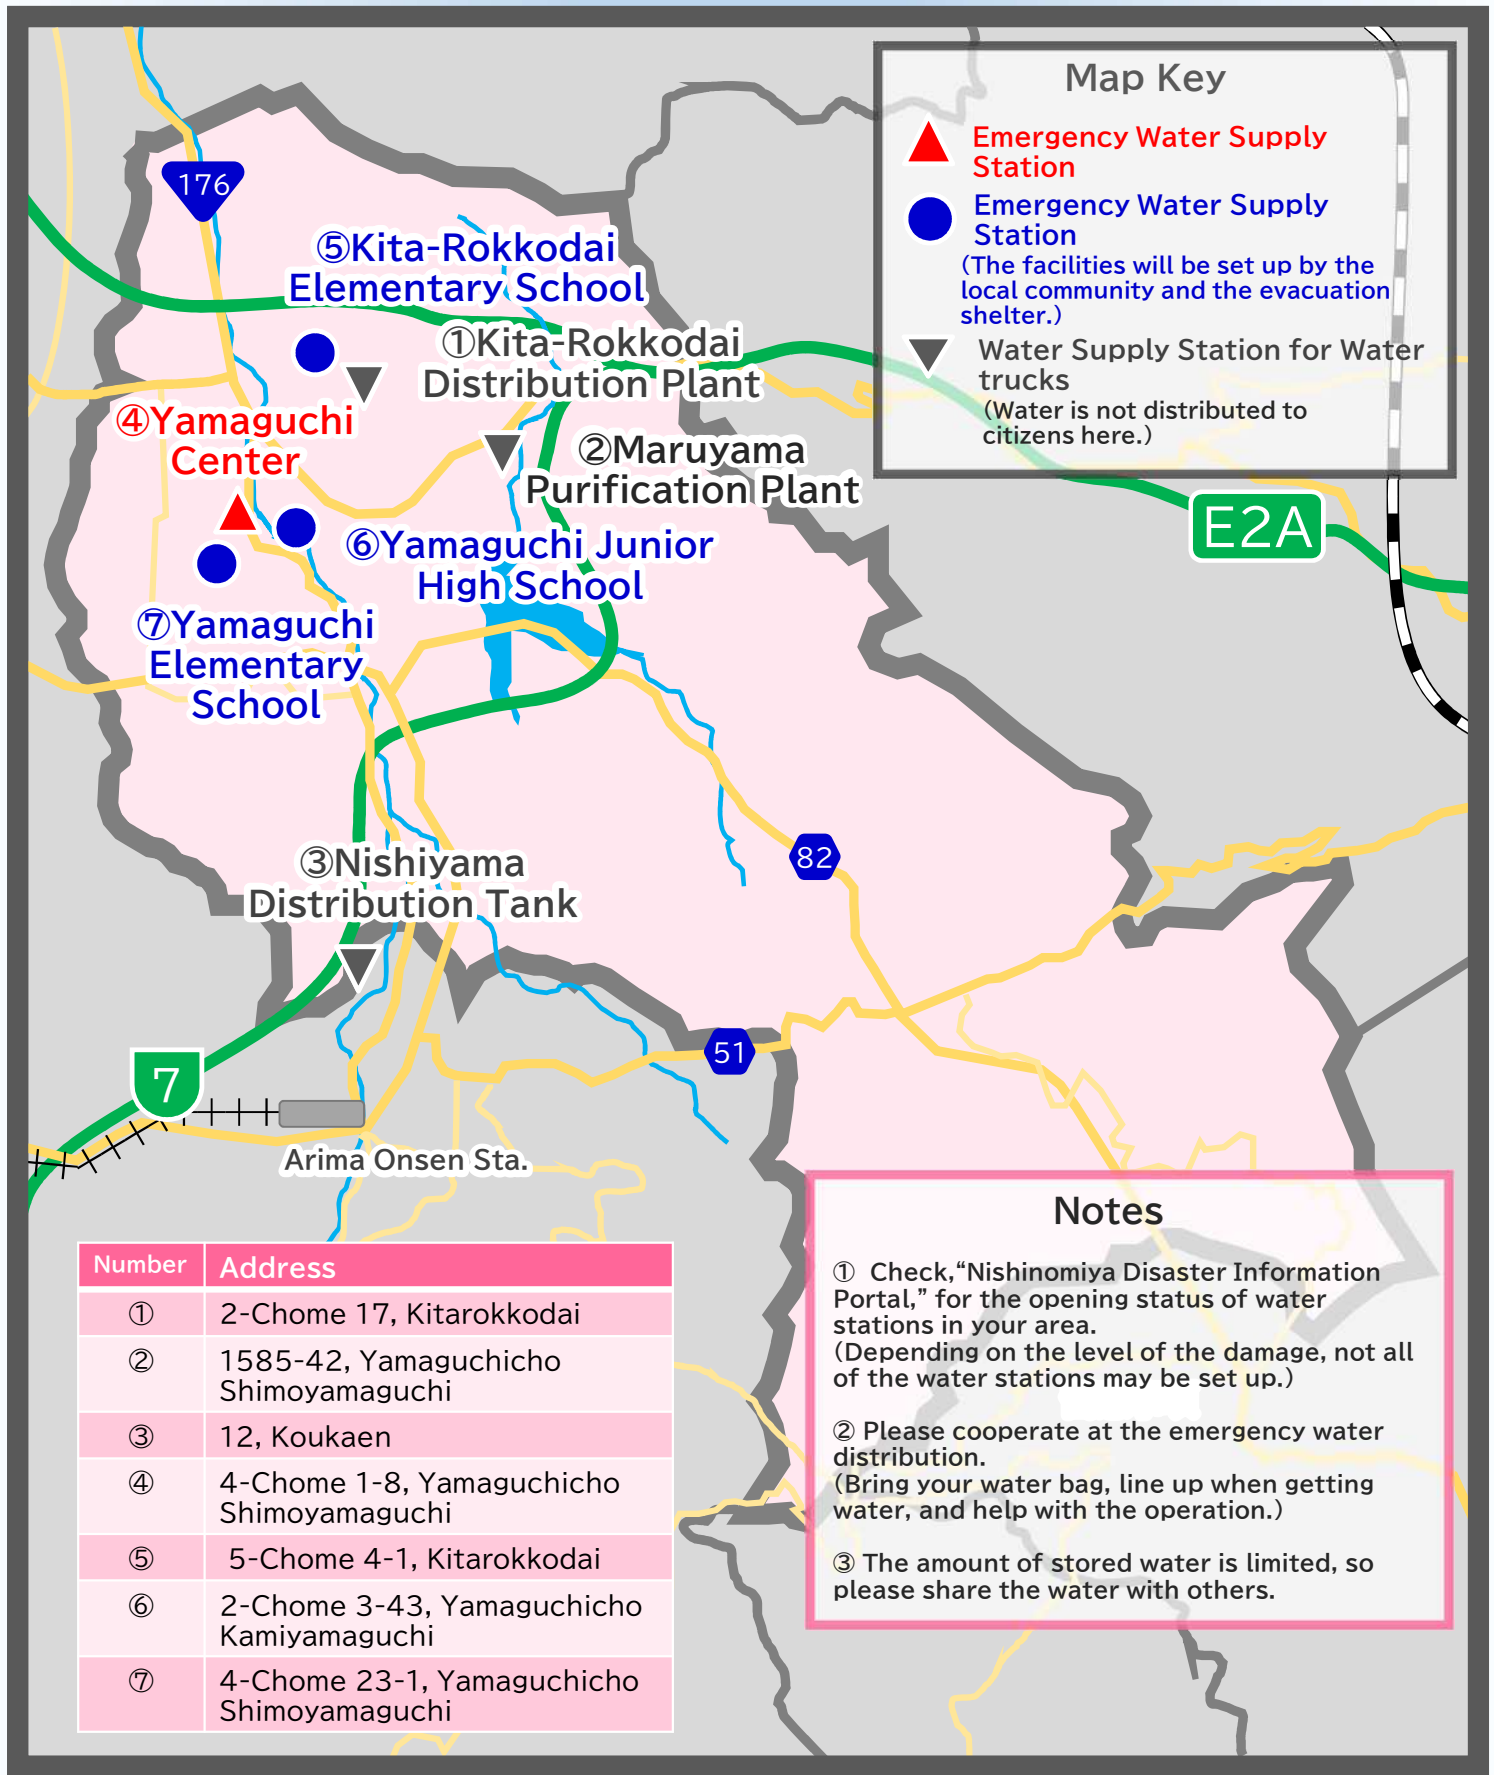 Map Key
Emergency Water Supply
Station
Emergency Water Supply
Station
(The facilities will be set up by the
local community and the evacuation
shelter.)
Water Supply Station for Water
trucks
(Water is not distributed to
citizens here.)
176
⑤Kita-Rokkodai
Elementary School
①Kita-Rokkodai
Distribution Plant
④Yamaguchi
Center
②Maruyama
Purification Plant
E2A
⑥Yamaguchi Junior
High School
⑦Yamaguchi
Elementary
School
82
③Nishiyama
Distribution Tank
51
7
Arima Onsen Sta.
Number Address
① 2-Chome 17, Kitarokkodai
② 1585-42, Yamaguchicho
Shimoyamaguchi
③ 12, Koukaen
④ 4-Chome 1-8, Yamaguchicho
Shimoyamaguchi
⑤ 5-Chome 4-1, Kitarokkodai
⑥ 2-Chome 3-43, Yamaguchicho
Kamiyamaguchi
⑦ 4-Chome 23-1, Yamaguchicho
Shimoyamaguchi
Notes
① Check,“Nishinomiya Disaster Information
Portal,” for the opening status of water
stations in your area.
(Depending on the level of the damage, not all
of the water stations may be set up.)
② Please cooperate at the emergency water
distribution.
(Bring your water bag, line up when getting
water, and help with the operation.)
③ The amount of stored water is limited, so
please share the water with others.